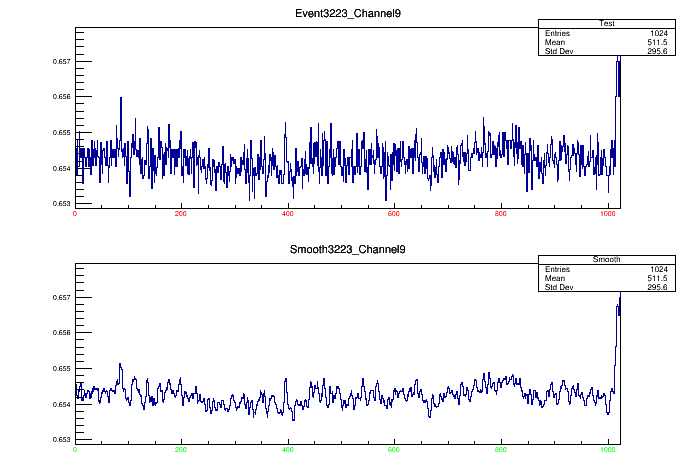 Event3223_Channel9
Test
Entries 1024
Mean 511.5
Std Dev 295.6
0.657
0.656
0.655
0.654
0.653
0 200 400 600 800 1000
Smooth3223_Channel9
Smooth
Entries 1024
Mean 511.5
Std Dev 295.6
0.657
0.656
0.655
0.654
0.653
0 200 400 600 800 1000